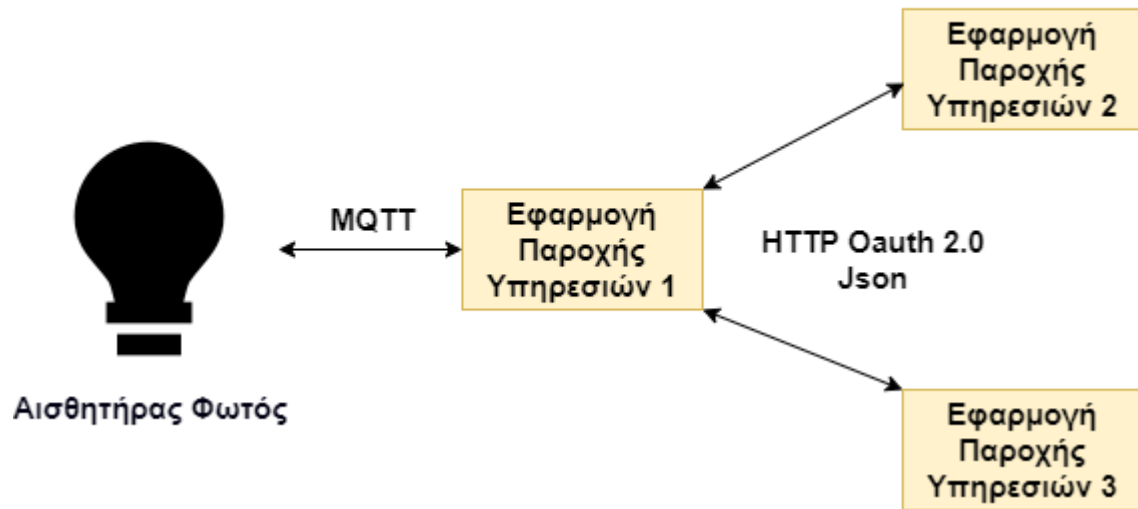 Εφαρμογή
Παροχής
Υπηρεσιών 2
MQTT
Εφαρμογή
Παροχής
Υπηρεσιών 1
HTTP Oauth 2.0
Json
Αισθητήρας Φωτός
Εφαρμογή
Παροχής
Υπηρεσιών 3